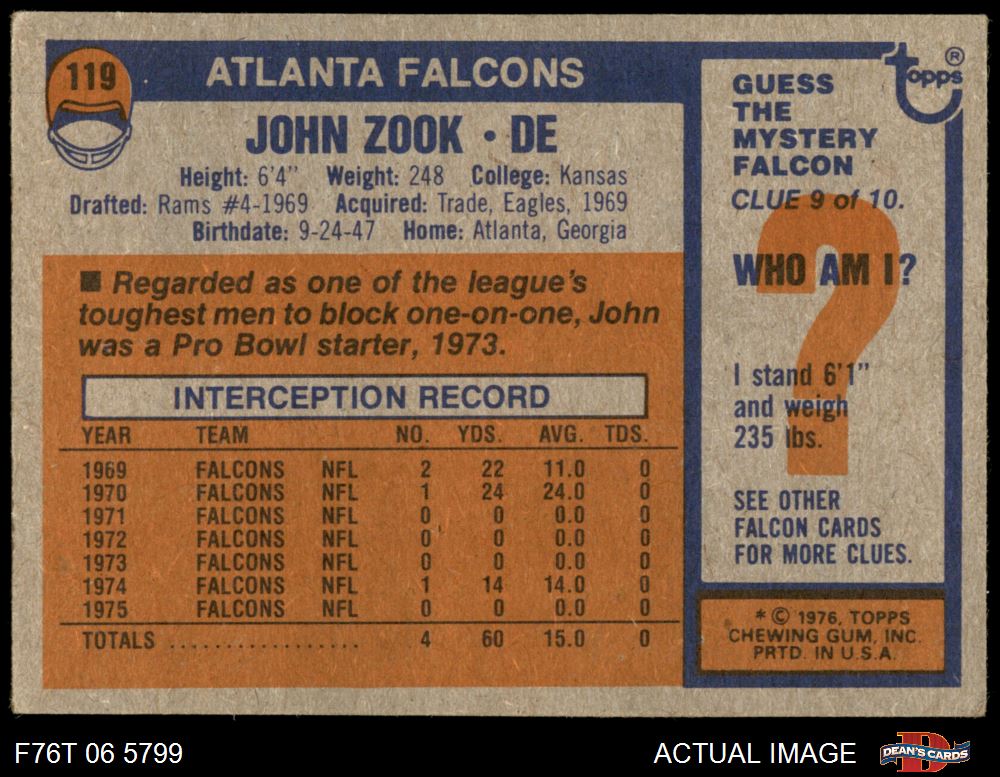 119
ATLANTA FALCONS
JOHN ZOOK • DE
Height: 6'4" Weight: 248 College: Kansas
Drafted: Rams #4-1969 Acquired: Trade, Eagles, 1969
Birthdate: 9-24-47 Home: Atlanta, Georgia
■ Regarded as one of the league's
toughest men to block one-on-one, John
was a Pro Bowl starter, 1973.
INTERCEPTION RECORD
YEAR TEAM NO. YDS. AVG. TDS.
1969 FALCONS NFL 2 22 11.0 0
1970 FALCONS NFL 1 24 24.0 0
1971 FALCONS NFL 0 0 0.0 0
1972 FALCONS NFL 0 0 0.0 0
1973 FALCONS NFL 0 0 0.0 0
1974 FALCONS NFL 1 14 14.0 0
1975 FALCONS NFL 0 0 0.0 0
TOTALS .................. 4 60 15.0 0
topps ®
GUESS
THE
MYSTERY
FALCON
CLUE 9 of 10.
?
WHO AM I?
I stand 6'1"
and weigh
235 lbs.
SEE OTHER
FALCON CARDS
FOR MORE CLUES.
* © 1976, TOPPS
CHEWING GUM, INC.
PRTD. IN U.S.A.
F76T 06 5799
ACTUAL IMAGE
D
DEAN'S CARDS